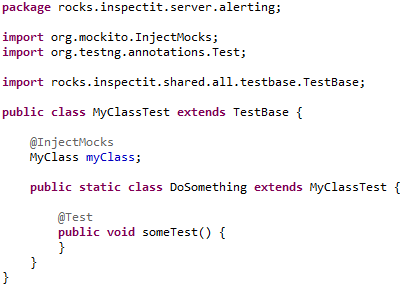 package rocks.inspectit.server.alerting;
import org.mockito.InjectMocks;
import org.testng.annotations.Test;
import rocks.inspectit.shared.all.testbase.TestBase;
public class MyClassTest extends TestBase {
@InjectMocks
MyClass myClass;
public static class DoSomething extends MyClassTest {
@Test
public void someTest() {
}
}
}